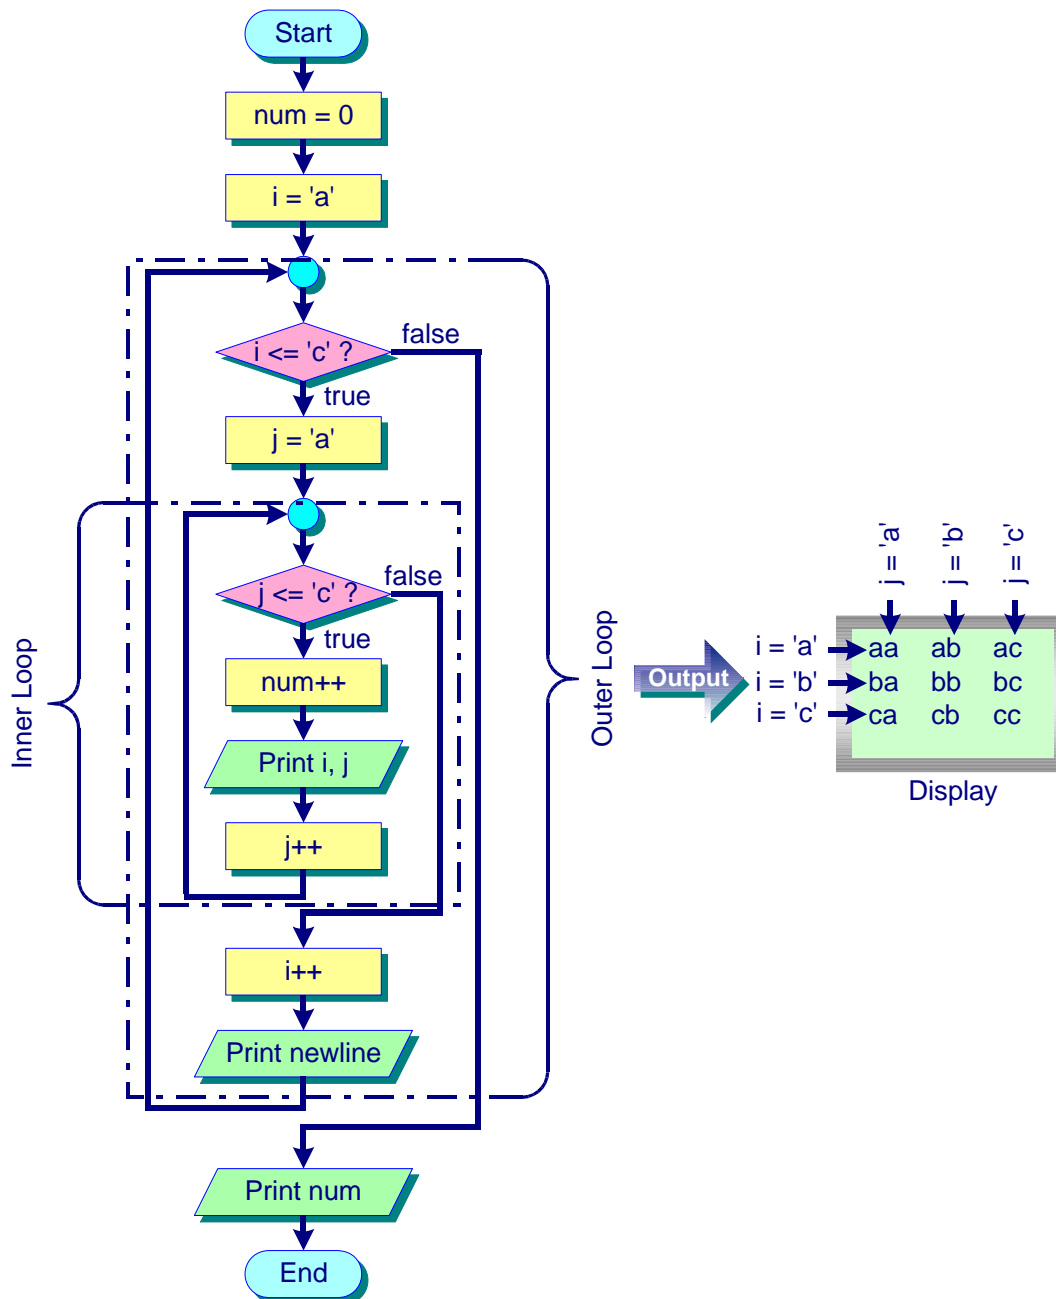 Start
num = 0
i = 'a'
i <= 'c' ?
false
true
j = 'a'
j <= 'c' ?
false
true
num++
Print i, j
j++
i++
Print newline
Print num
End
Inner Loop
Outer Loop
Output
j = 'a'
j = 'b'
j = 'c'
i = 'a' aa ab ac
i = 'b' ba bb bc
i = 'c' ca cb cc
Display